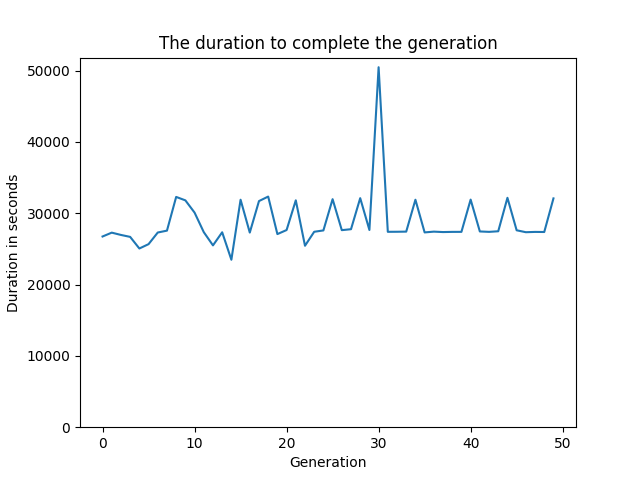 The duration to complete the generation
50000
40000
30000
20000
10000
0
Duration in seconds
0 10 20 30 40 50
Generation